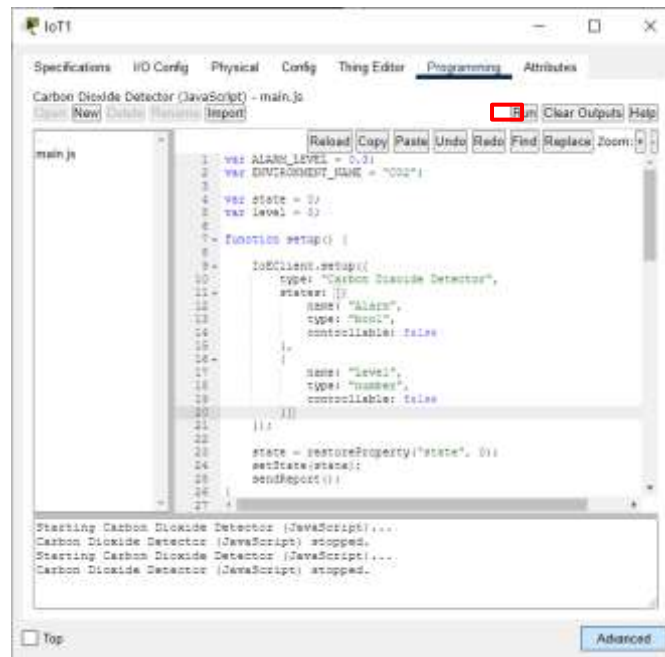 IoT1
Specifications I/O Config Physical Config Thing Editor Programming Attributes
Carbon Dioxide Detector (JavaScript) - main.js
Open New Delete Rename Import Run Clear Outputs Help
main.js
Reload Copy Paste Undo Redo Find Replace Zoom: + -
1 var ALARM_LEVEL =
2 var ENVIRONMENT_NAME = "CO2";
3
4 var state = 0;
5 var level = 0;
6
7 function setup() {
8
9 IoEClient.setup({
10 type: "Carbon Dioxide Detector",
11 states: [{
12 name: "Alarm",
13 type: "bool",
14 controllable: false
15 },
16 {
17 name: "Level",
18 type: "number",
19 controllable: false
20 }]
21 });
22
23 state = restoreProperty("state", 0);
24 setState(state);
25 sendReport();
26
27
Starting Carbon Dioxide Detector (JavaScript)...
Carbon Dioxide Detector (JavaScript) stopped.
Starting Carbon Dioxide Detector (JavaScript)...
Carbon Dioxide Detector (JavaScript) stopped.
Top
Advanced